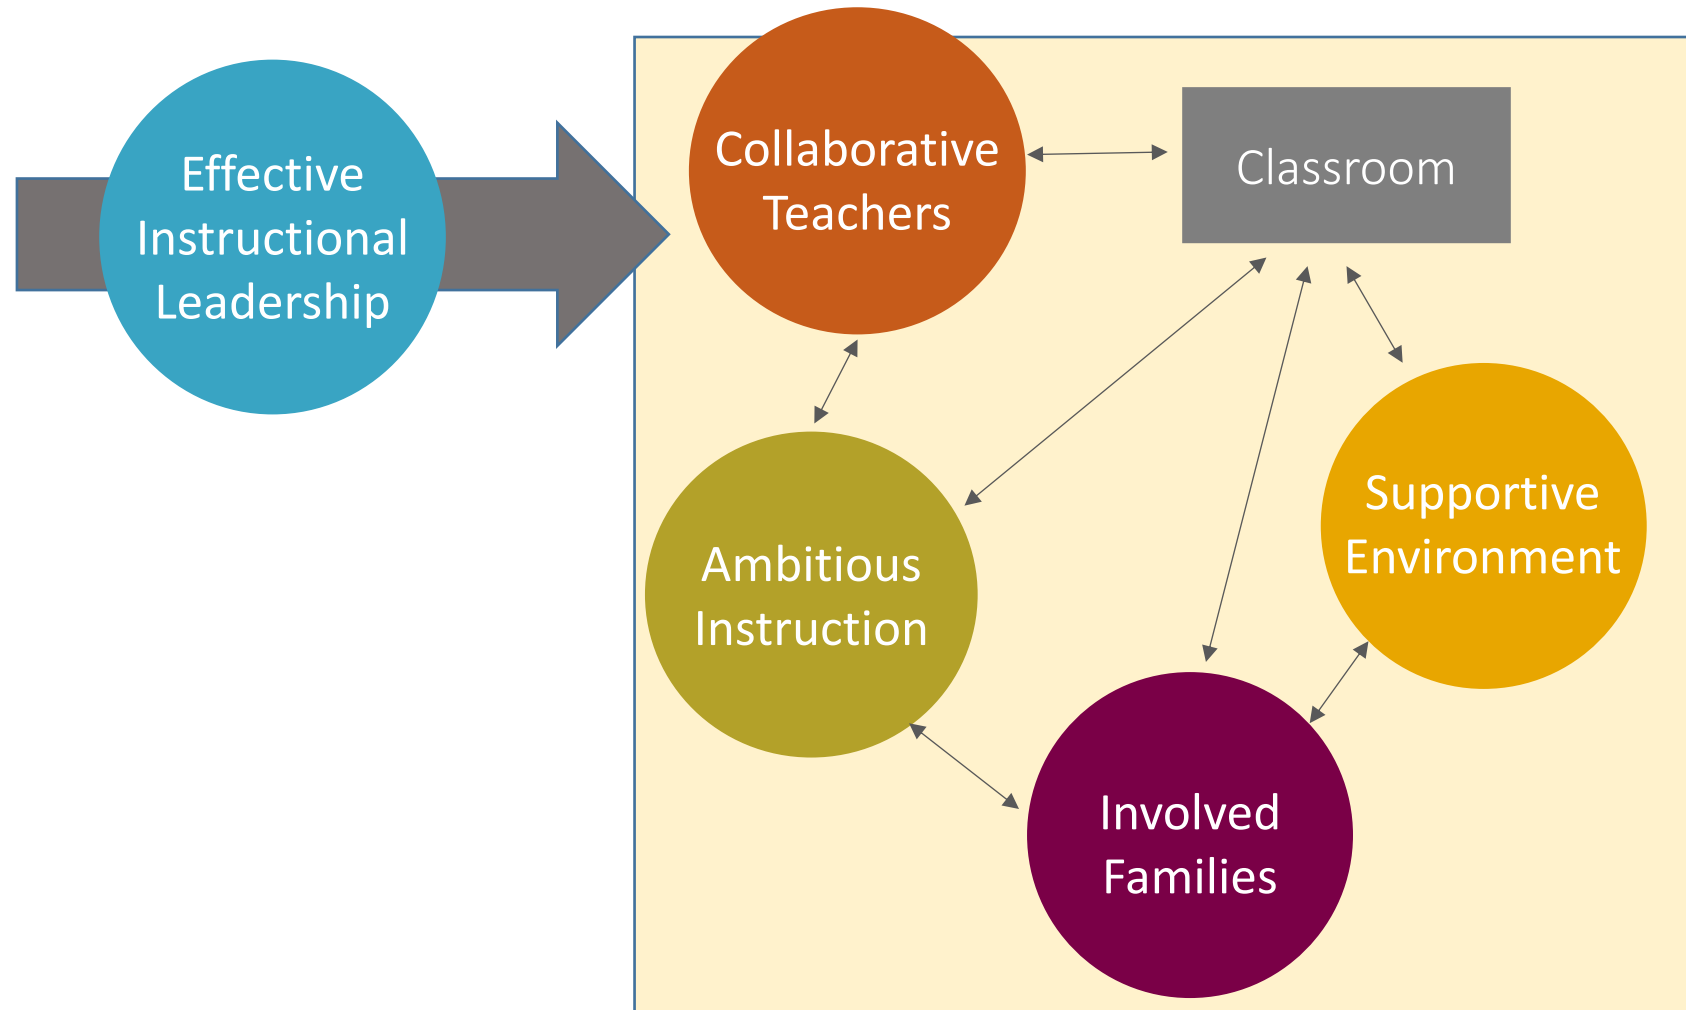 Effective
Instructional
Leadership
Collaborative
Teachers
Classroom
Ambitious
Instruction
Supportive
Environment
Involved
Families